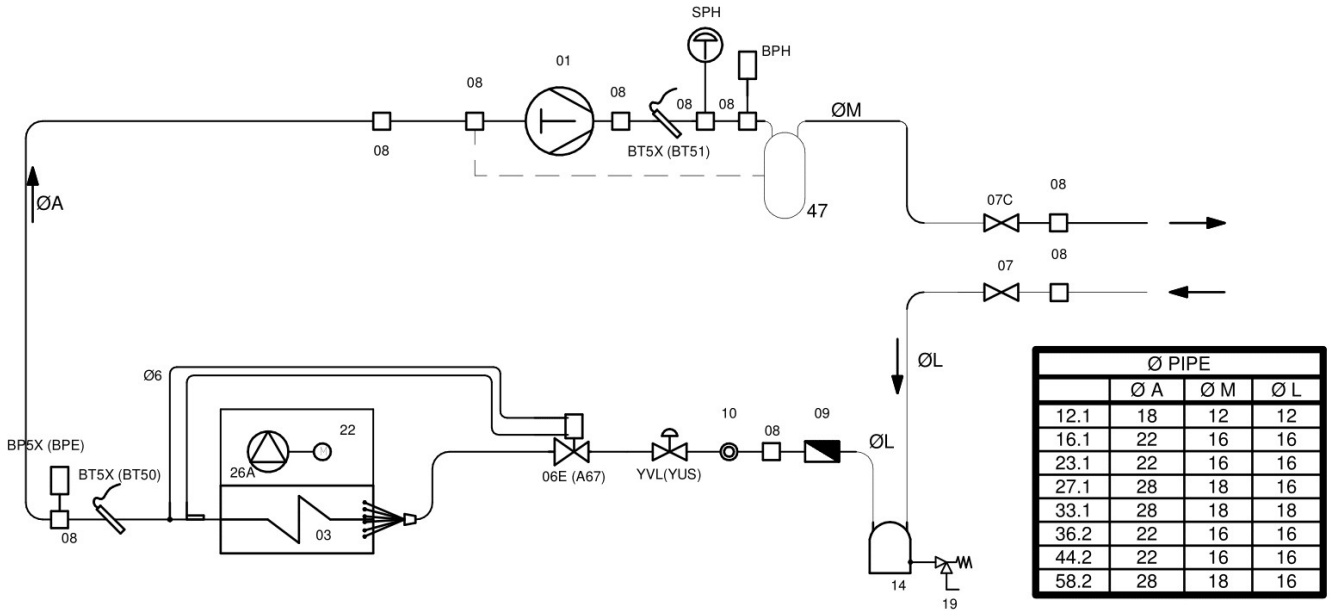 SPH
BPH
01
08
08
08
08
ØM
08
BT5X (BT51)
47
ØA
07C
08
07
08
ØL
Ø6
22
M
26A
BP5X (BPE)
BT5X (BT50)
08
03
06E (A67)
YVL(YUS)
10
08
09
ØL
14
19
Ø PIPE
Ø A Ø M Ø L
12.1 18 12 12
16.1 22 16 16
23.1 22 16 16
27.1 28 18 16
33.1 28 18 18
36.2 22 16 16
44.2 22 16 16
58.2 28 18 16